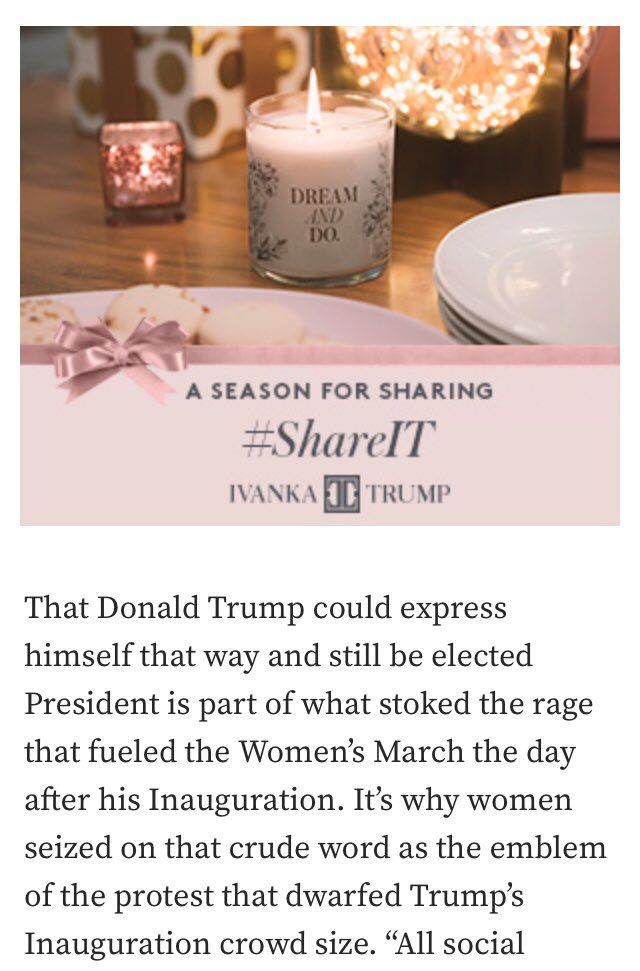 DREAM
AND
DO.
A SEASON FOR SHARING
#ShareIT
IVANKA TRUMP
That Donald Trump could express
himself that way and still be elected
President is part of what stoked the rage
that fueled the Women’s March the day
after his Inauguration. It’s why women
seized on that crude word as the emblem
of the protest that dwarfed Trump’s
Inauguration crowd size. “All social